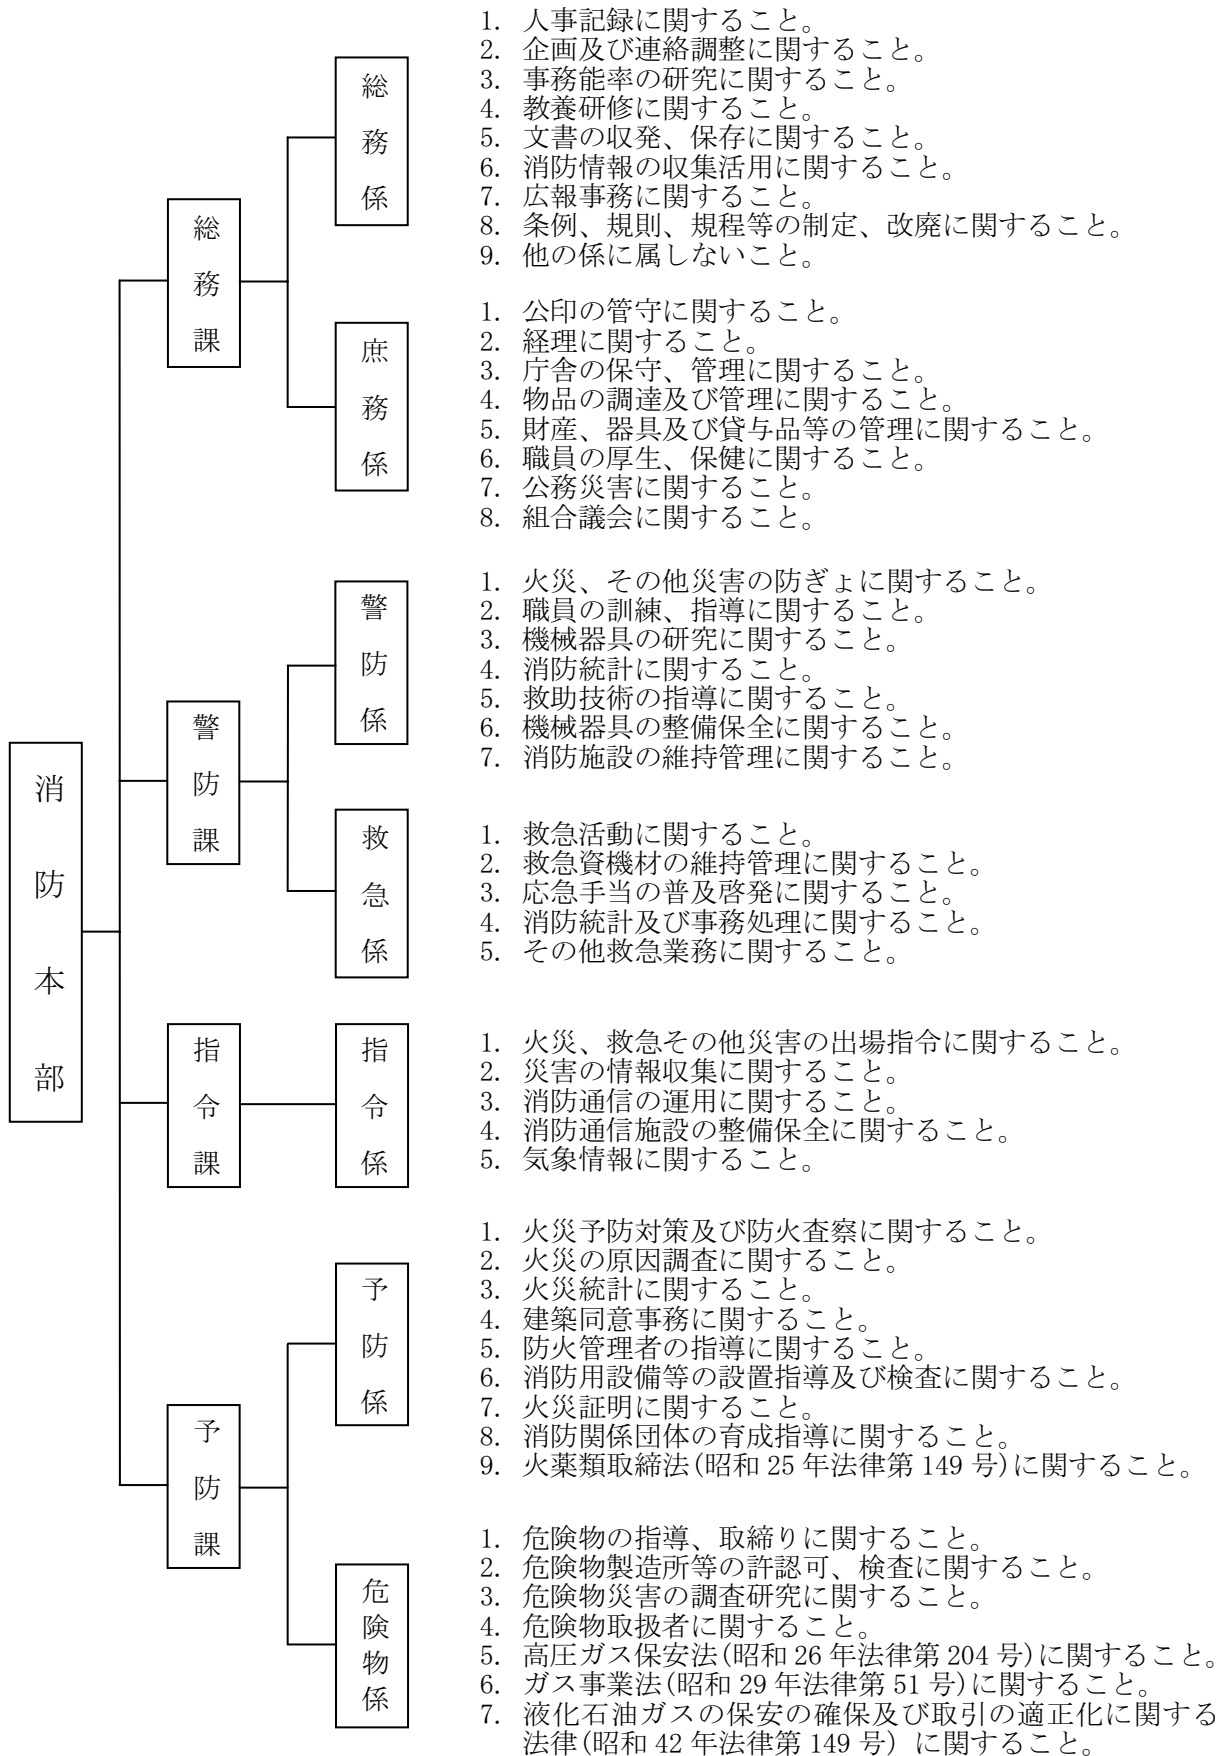 消防本部
総務課
総務係
1. 人事記録に関すること。
2. 企画及び連絡調整に関すること。
3. 事務能率の研究に関すること。
4. 教養研修に関すること。
5. 文書の収発、保存に関すること。
6. 消防情報の収集活用に関すること。
7. 広報事務に関すること。
8. 条例、規則、規程等の制定、改廃に関すること。
9. 他の係に属しないこと。
庶務係
1. 公印の管守に関すること。
2. 経理に関すること。
3. 庁舎の保守、管理に関すること。
4. 物品の調達及び管理に関すること。
5. 財産、器具及び貸与品等の管理に関すること。
6. 職員の厚生、保健に関すること。
7. 公務災害に関すること。
8. 組合議会に関すること。
警防課
警防係
1. 火災、その他災害の防ぎょに関すること。
2. 職員の訓練、指導に関すること。
3. 機械器具の研究に関すること。
4. 消防統計に関すること。
5. 救助技術の指導に関すること。
6. 機械器具の整備保全に関すること。
7. 消防施設の維持管理に関すること。
救急係
1. 救急活動に関すること。
2. 救急資機材の維持管理に関すること。
3. 応急手当の普及啓発に関すること。
4. 消防統計及び事務処理に関すること。
5. その他救急業務に関すること。
指令課
指令係
1. 火災、救急その他災害の出場指令に関すること。
2. 災害の情報収集に関すること。
3. 消防通信の運用に関すること。
4. 消防通信施設の整備保全に関すること。
5. 気象情報に関すること。
予防課
予防係
1. 火災予防対策及び防火査察に関すること。
2. 火災の原因調査に関すること。
3. 火災統計に関すること。
4. 建築同意事務に関すること。
5. 防火管理者の指導に関すること。
6. 消防用設備等の設置指導及び検査に関すること。
7. 火災証明に関すること。
8. 消防関係団体の育成指導に関すること。
9. 火薬類取締法(昭和 25 年法律第 149 号)に関すること。
危険物係
1. 危険物の指導、取締りに関すること。
2. 危険物製造所等の許認可、検査に関すること。
3. 危険物災害の調査研究に関すること。
4. 危険物取扱者に関すること。
5. 高圧ガス保安法(昭和 26 年法律第 204 号)に関すること。
6. ガス事業法(昭和 29 年法律第 51 号)に関すること。
7. 液化石油ガスの保安の確保及び取引の適正化に関する
法律(昭和 42 年法律第 149 号) に関すること。